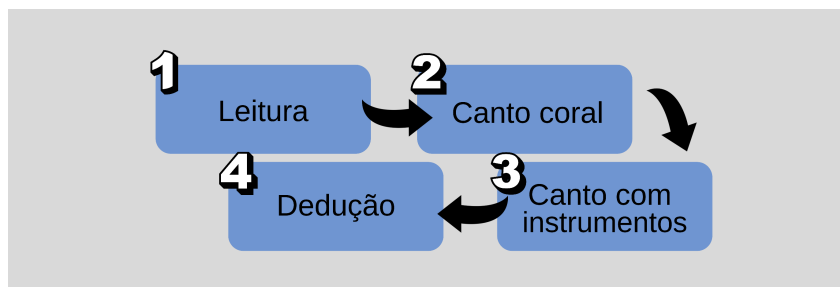 1
Leitura
2
Canto coral
3
Canto com
instrumentos
4
Dedução